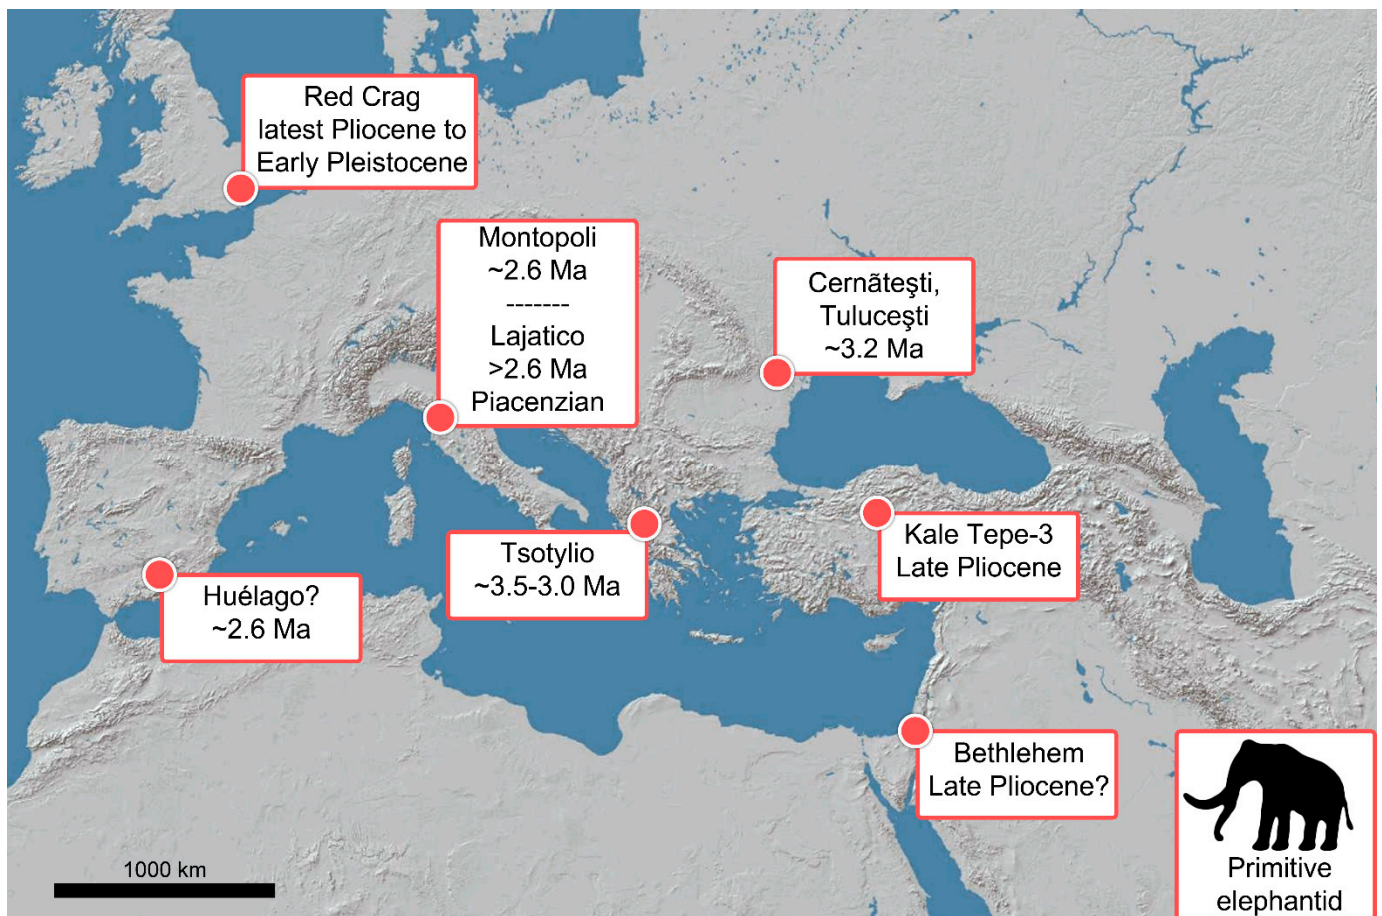 Red Crag
latest Pliocene to
Early Pleistocene
Montopoli
~2.6 Ma
-------
Lajatico
>2.6 Ma
Piacenzian
Cernãteşti,
Tuluceşti
~3.2 Ma
Tsotylio
~3.5-3.0 Ma
Kale Tepe-3
Late Pliocene
Huélago?
~2.6 Ma
Bethlehem
Late Pliocene?
1000 km
Primitive
elephantid